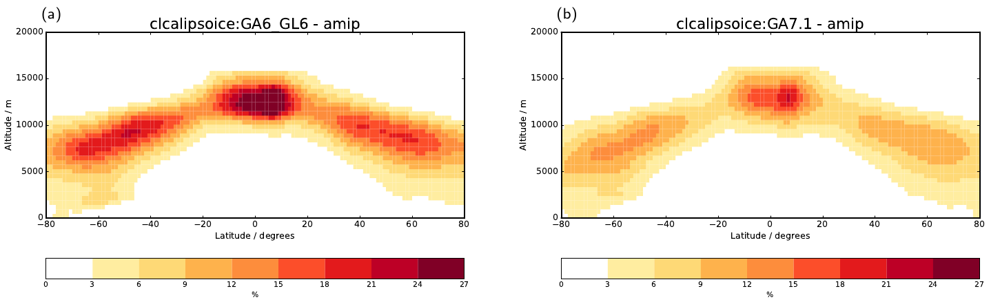 (a)
clcalipsoice:GA6_GL6 - amip
20000
15000
10000
5000
0
Altitude / m
−80 −60 −40 −20 0 20 40 60 80
Latitude / degrees
0 3 6 9 12 15 18 21 24 27
%
(b)
clcalipsoice:GA7.1 - amip
20000
15000
10000
5000
0
Altitude / m
−80 −60 −40 −20 0 20 40 60 80
Latitude / degrees
0 3 6 9 12 15 18 21 24 27
%